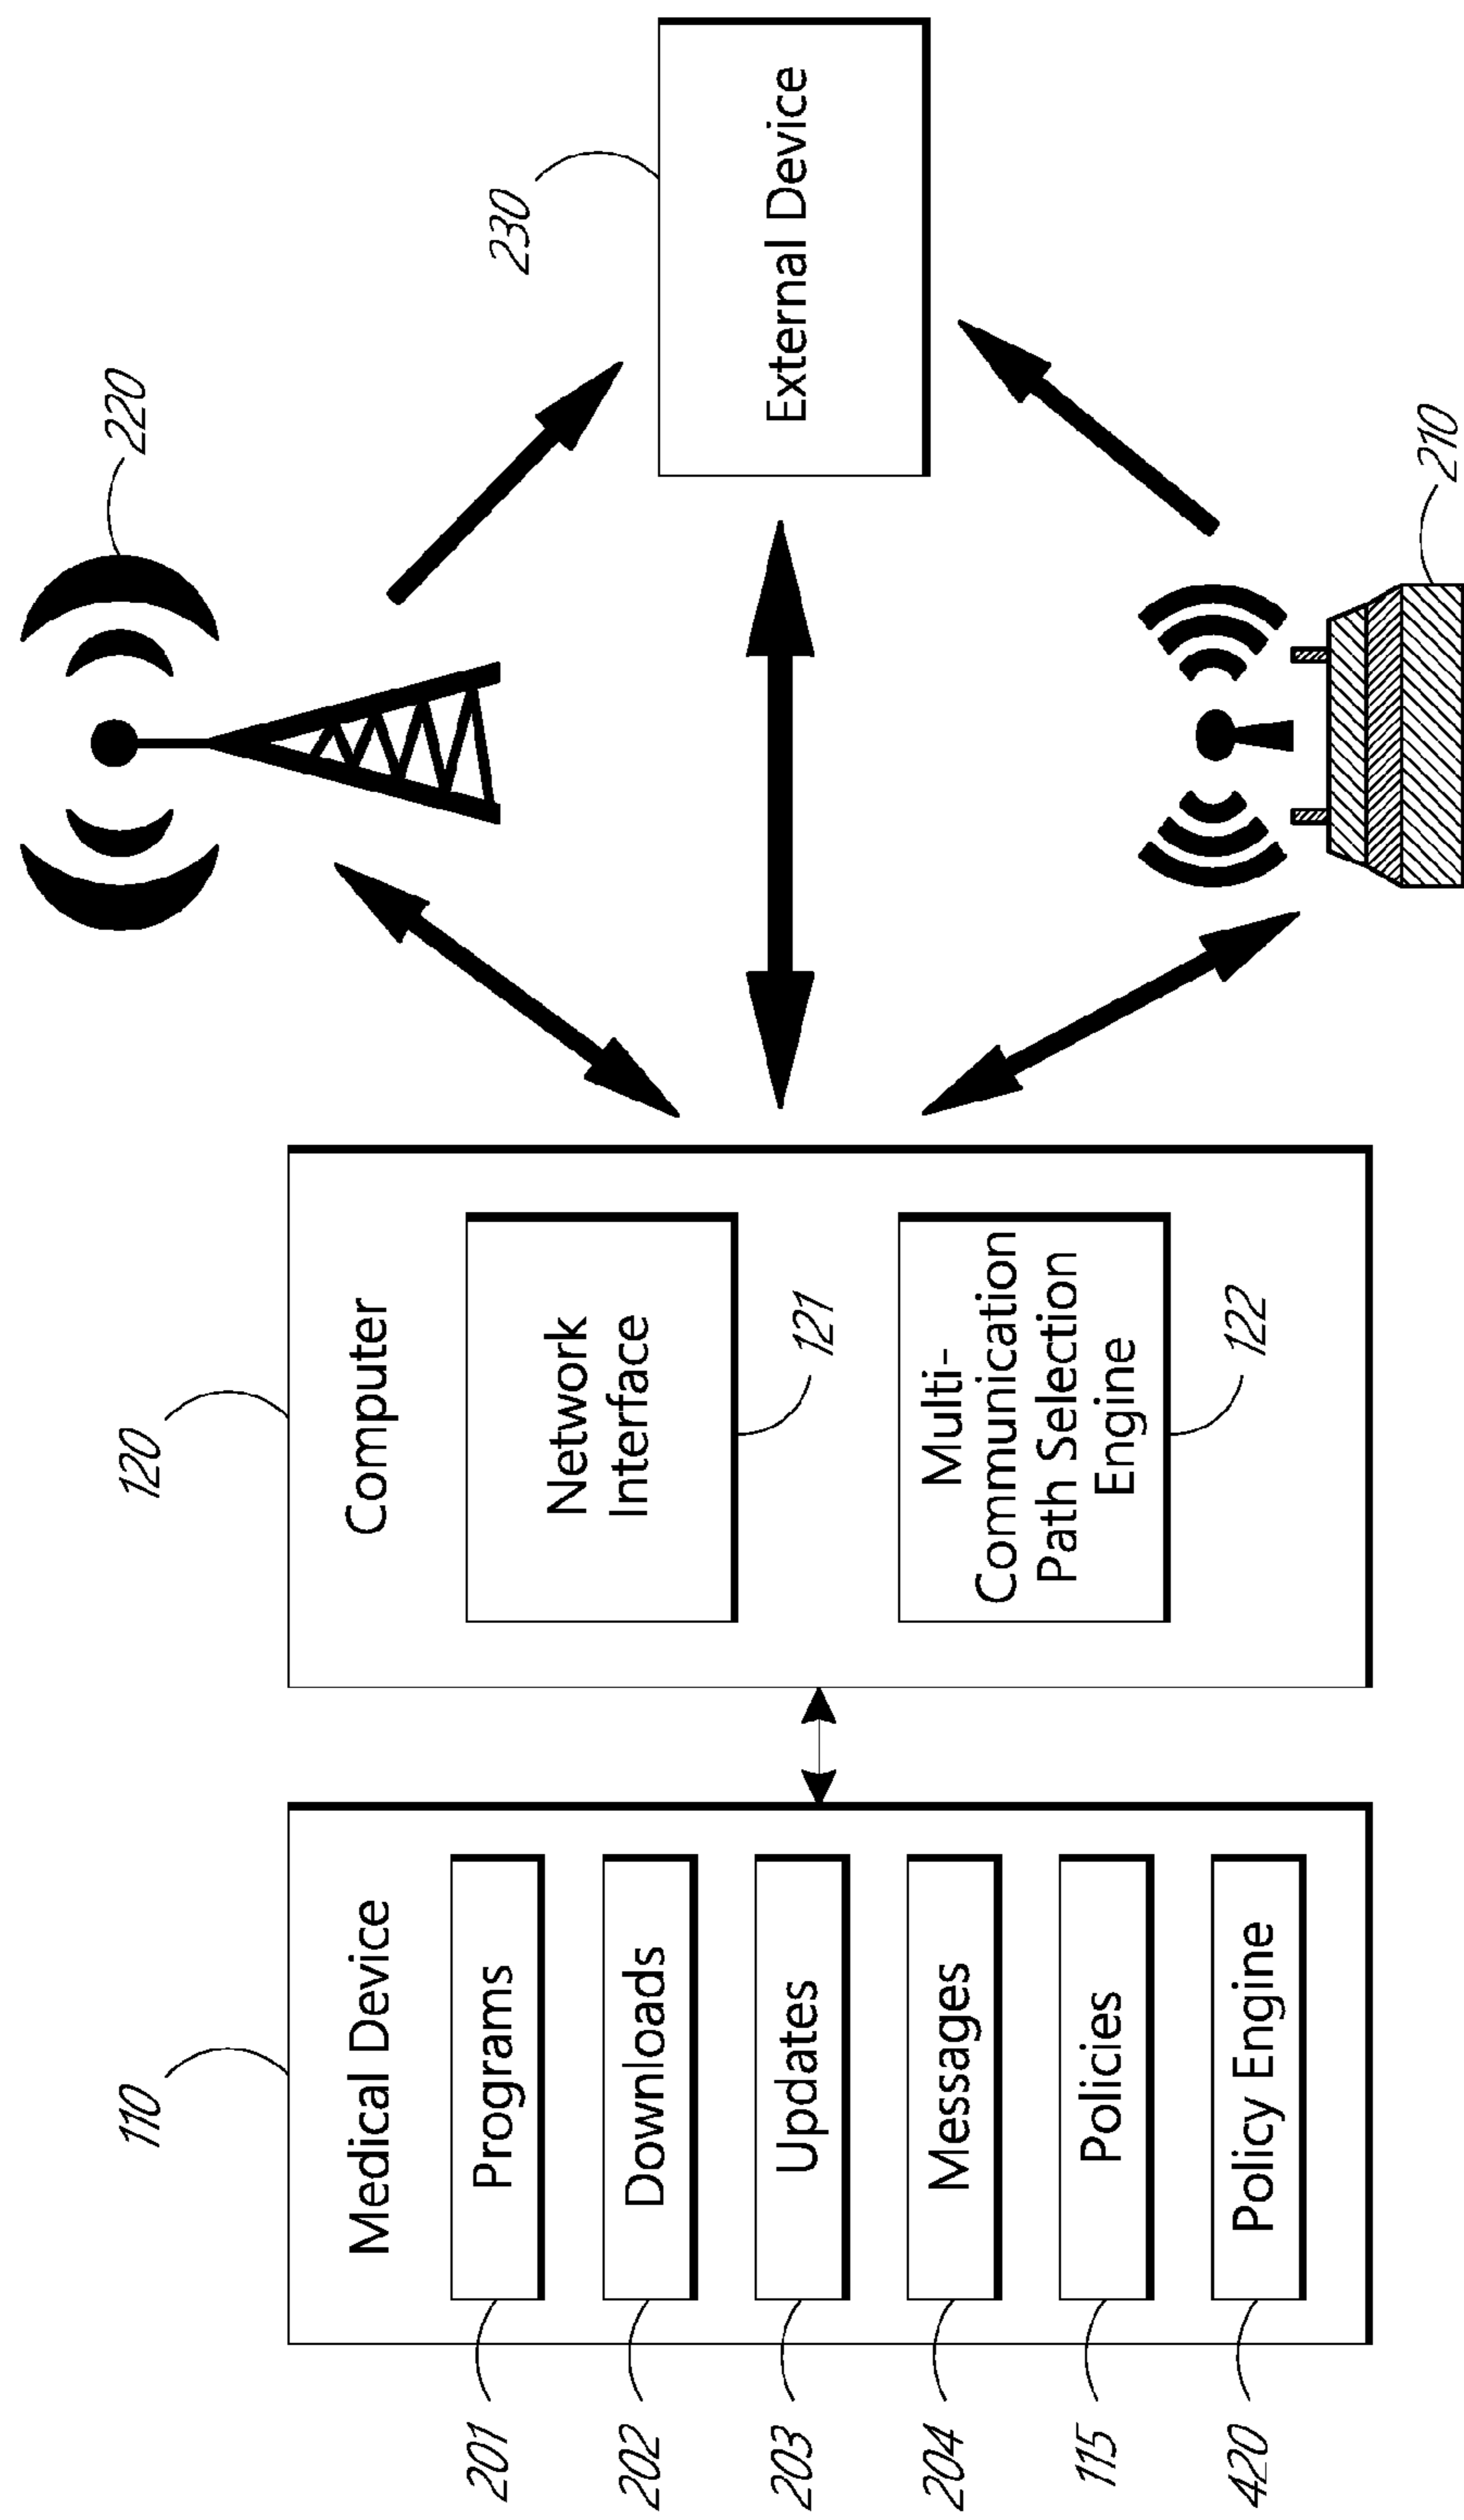 110
Medical Device
201
Programs
202
Downloads
203
Updates
204
Messages
115
Policies
420
Policy Engine
120
Computer
Network
Interface
121
Multi-
Communication
Path Selection
Engine
122
220
230
External Device
210